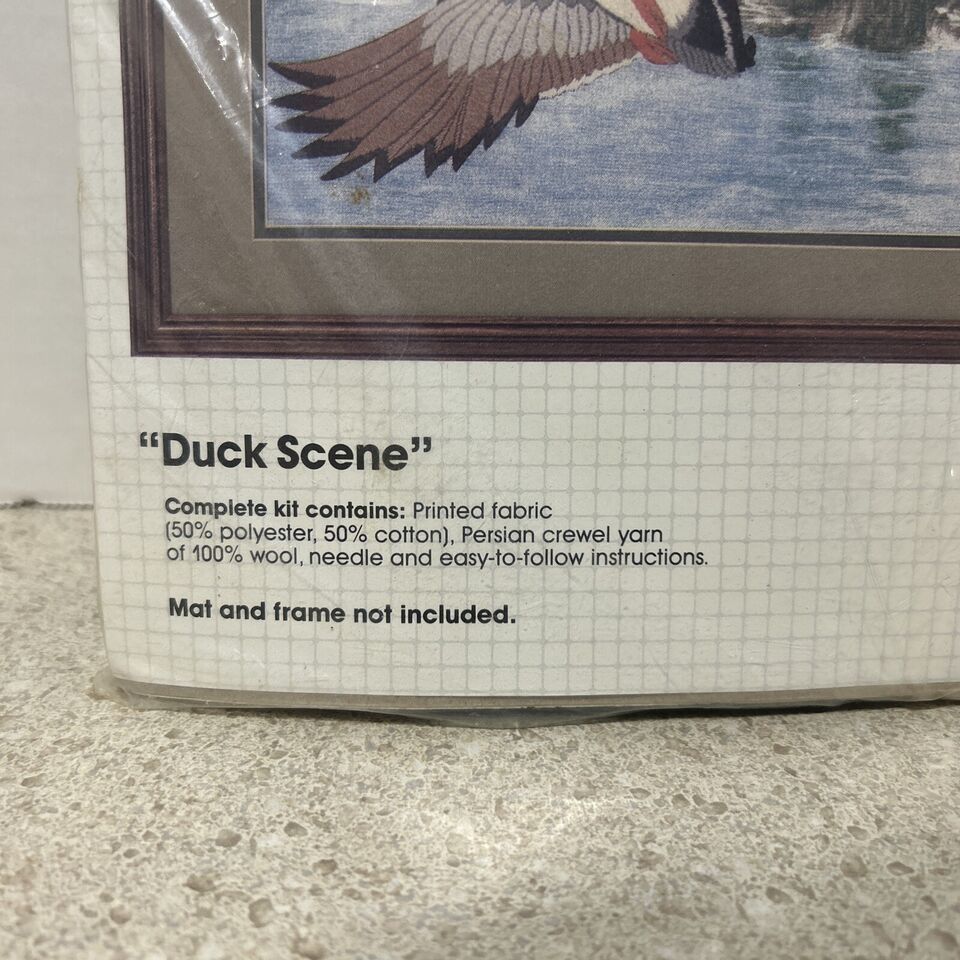 “Duck Scene”
Complete kit contains: Printed fabric
(50% polyester, 50% cotton), Persian crewel yarn
of 100% wool, needle and easy-to-follow instructions.
Mat and frame not included.